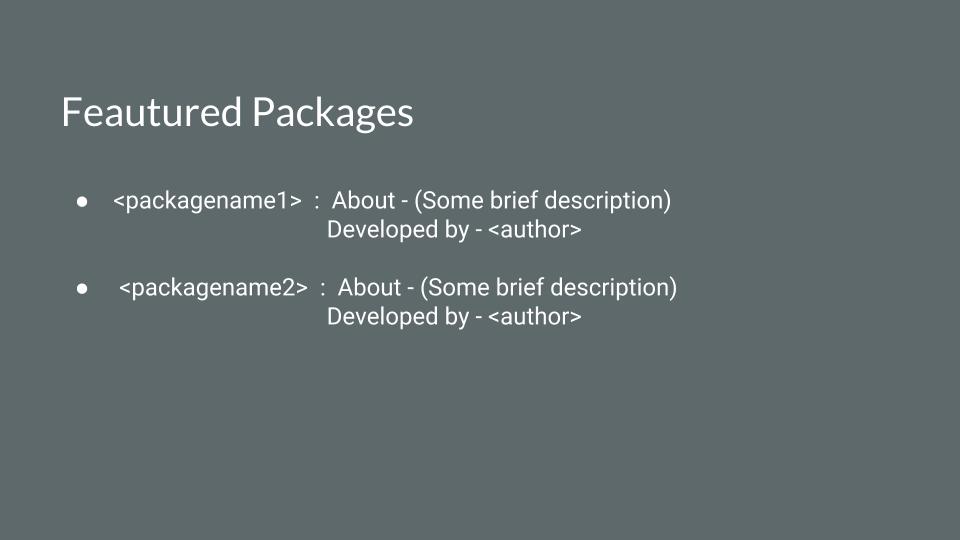 Feautured Packages
● <packagename1> : About - (Some brief description)
Developed by - <author>
● <packagename2> : About - (Some brief description)
Developed by - <author>